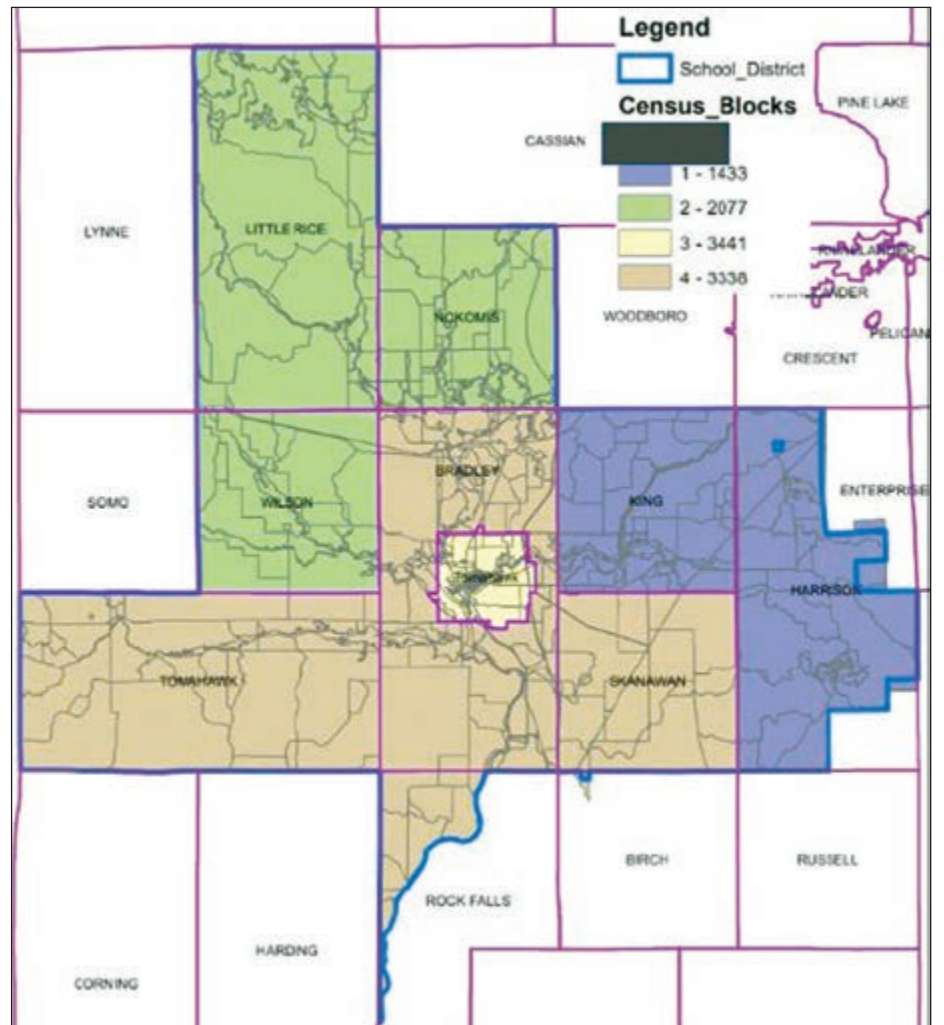 Legend
School_District
Census_Blocks
1 - 1433
2 - 2077
3 - 3441
4 - 3338
PINE LAKE
CASSIAN
LYNNE
LITTLE RICE
RHINELANDER
NOKOMIS
WOODBORO
PELICAN
CRESCENT
BRADLEY
SOMO
WILSON
KING
ENTERPRISE
HARRISON
TOMAHAWK
SKANAWAN
BIRCH
RUSSELL
ROCK FALLS
HARDING
CORNING